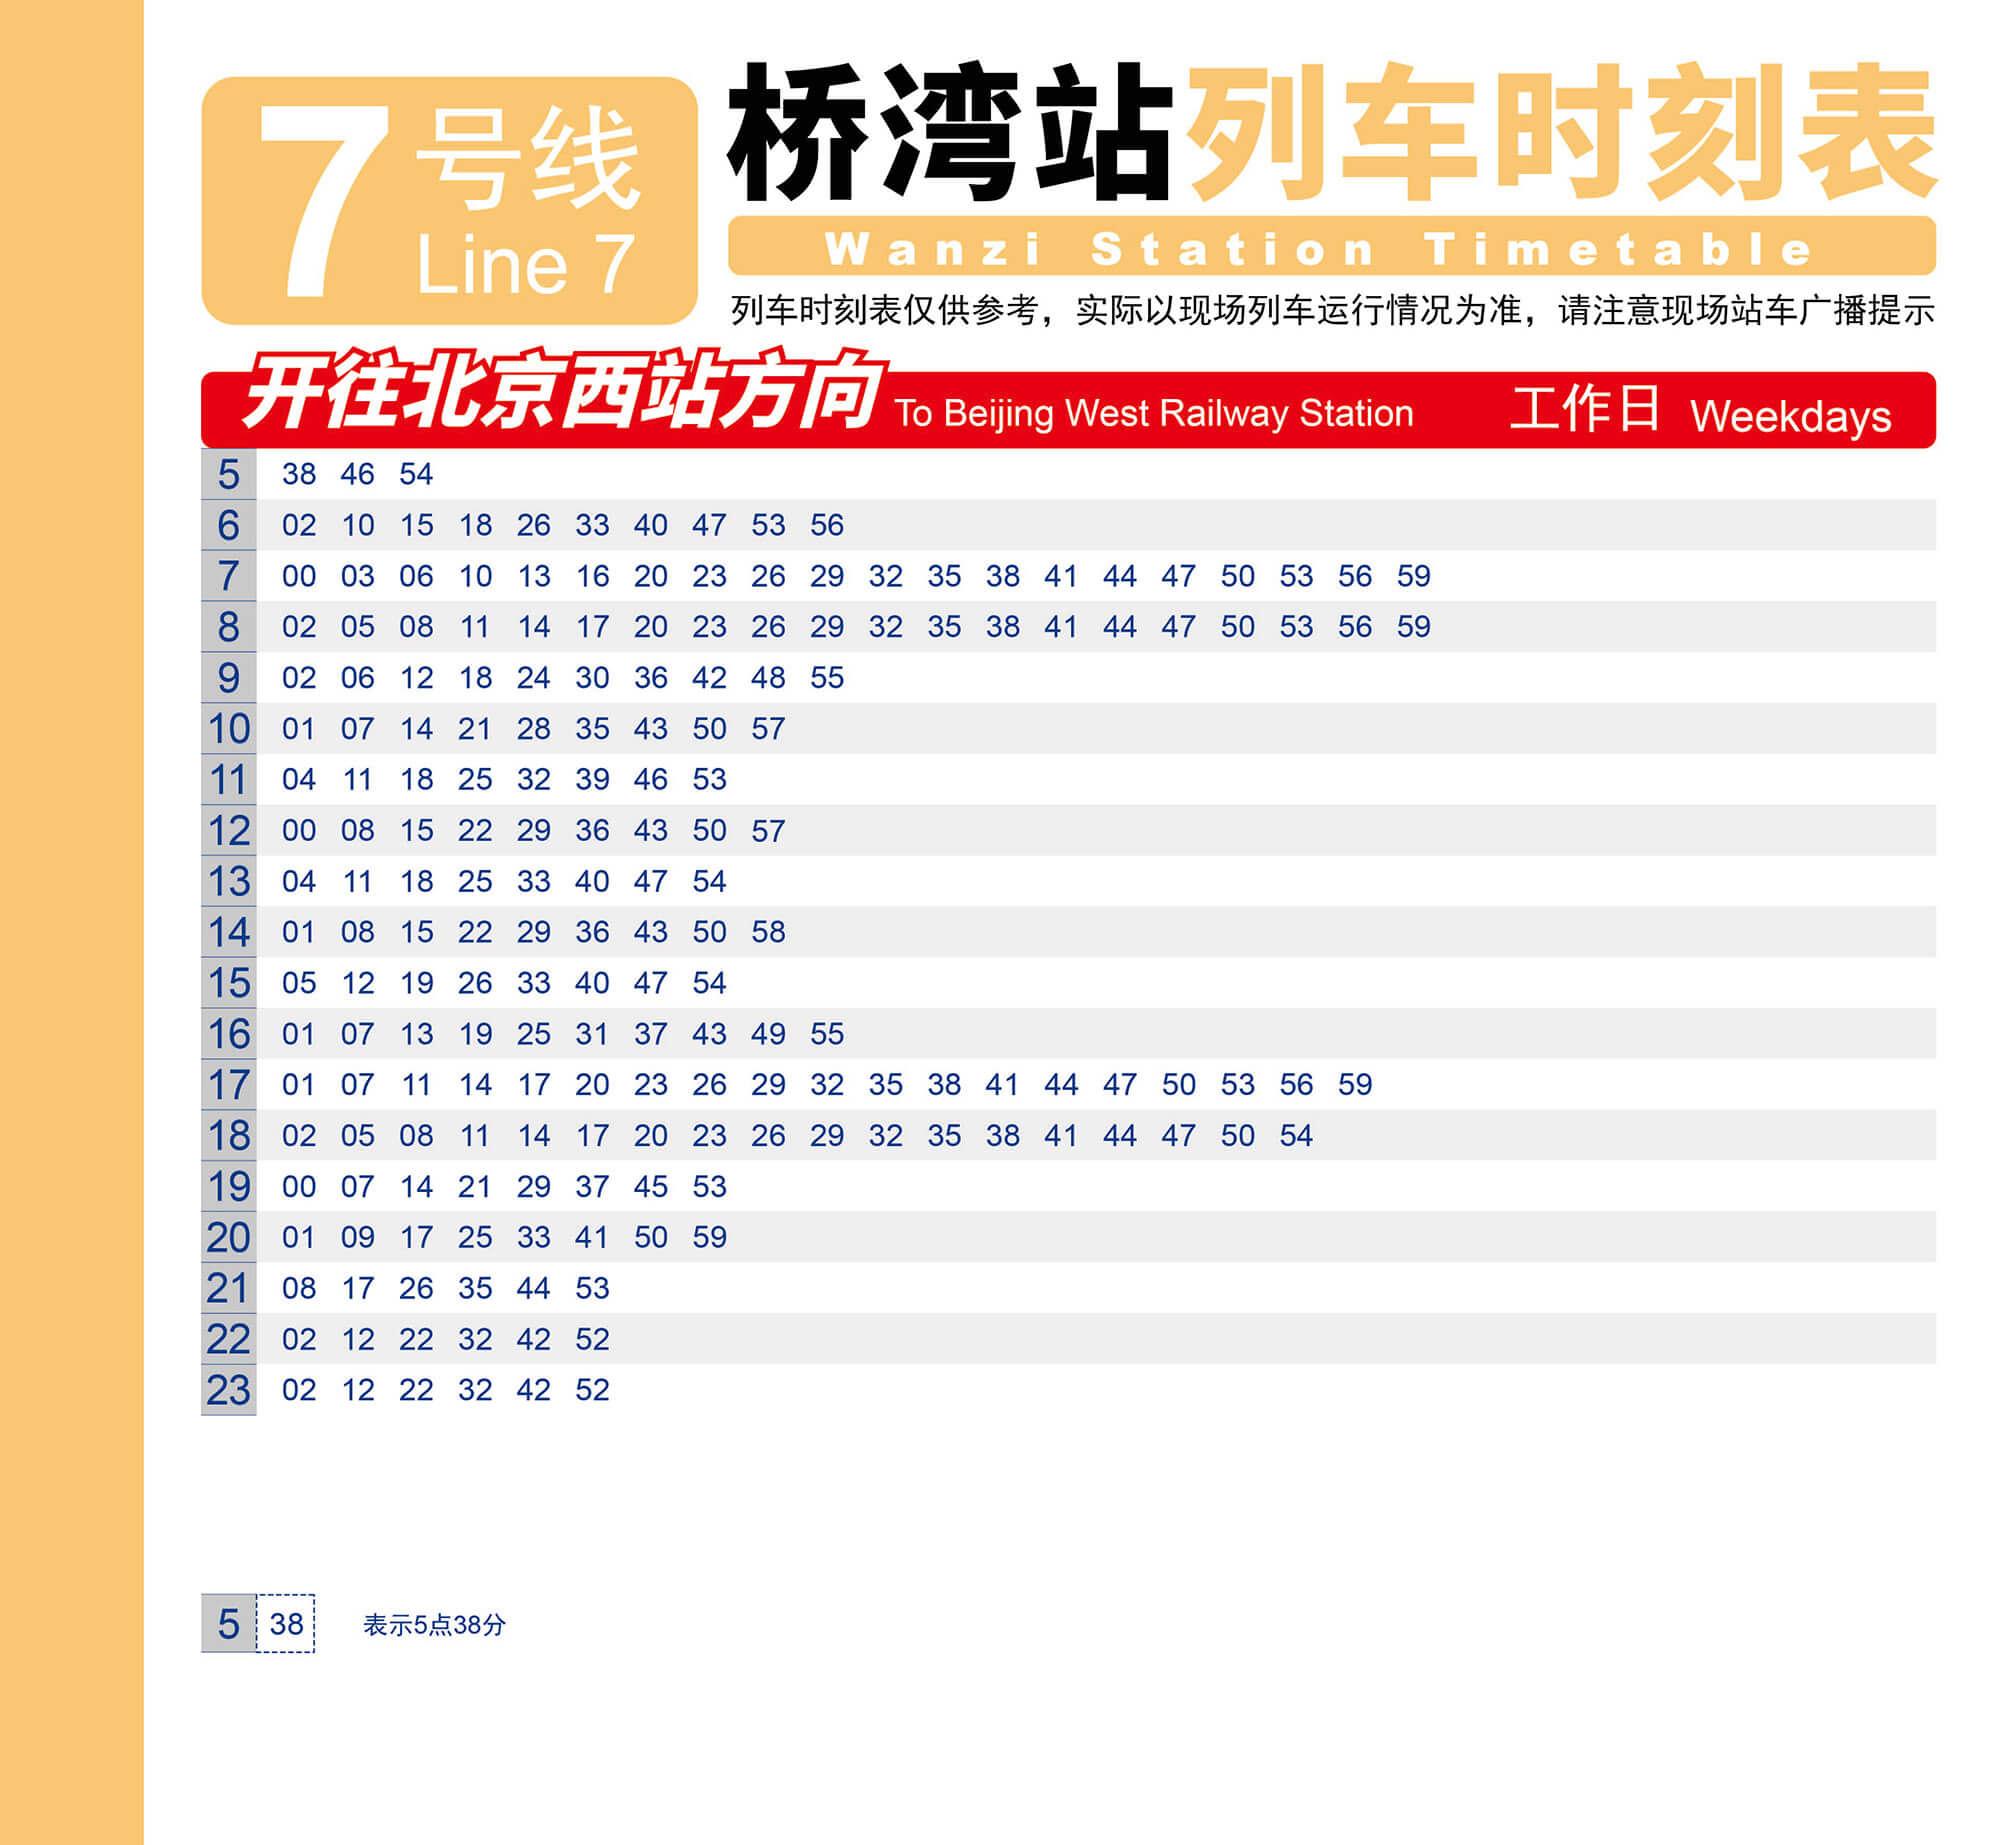 7号线
Line 7
桥湾站列车时刻表
Wanzi Station Timetable
列车时刻表仅供参考，实际以现场列车运行情况为准，请注意现场站车广播提示
开往北京西站方向 To Beijing West Railway Station 工作日 Weekdays
5 38 46 54
6 02 10 15 18 26 33 40 47 53 56
7 00 03 06 10 13 16 20 23 26 29 32 35 38 41 44 47 50 53 56 59
8 02 05 08 11 14 17 20 23 26 29 32 35 38 41 44 47 50 53 56 59
9 02 06 12 18 24 30 36 42 48 55
10 01 07 14 21 28 35 43 50 57
11 04 11 18 25 32 39 46 53
12 00 08 15 22 29 36 43 50 57
13 04 11 18 25 33 40 47 54
14 01 08 15 22 29 36 43 50 58
15 05 12 19 26 33 40 47 54
16 01 07 13 19 25 31 37 43 49 55
17 01 07 11 14 17 20 23 26 29 32 35 38 41 44 47 50 53 56 59
18 02 05 08 11 14 17 20 23 26 29 32 35 38 41 44 47 50 54
19 00 07 14 21 29 37 45 53
20 01 09 17 25 33 41 50 59
21 08 17 26 35 44 53
22 02 12 22 32 42 52
23 02 12 22 32 42 52
5 38 表示5点38分